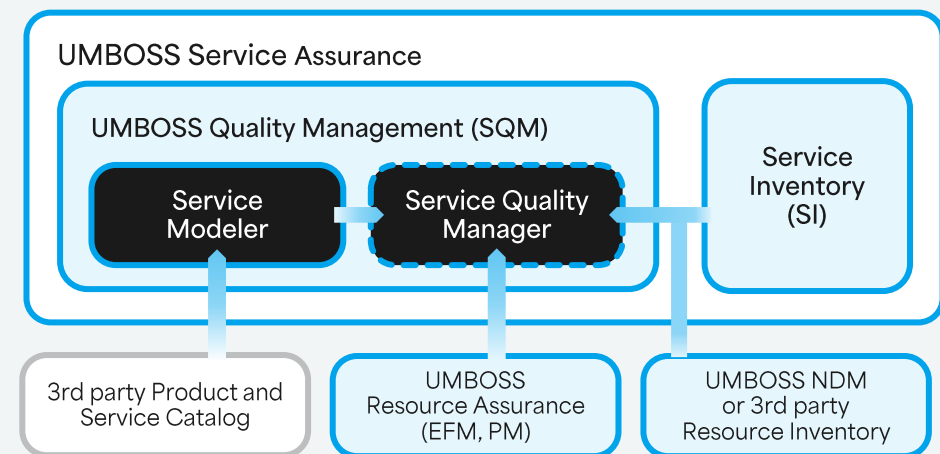 UMBOSS Service Assurance
UMBOSS Quality Management (SQM)
Service
Modeler
Service Quality
Manager
Service
Inventory
(SI)
3rd party Product and
Service Catalog
UMBOSS
Resource Assurance
(EFM, PM)
UMBOSS NDM
or 3rd party
Resource Inventory